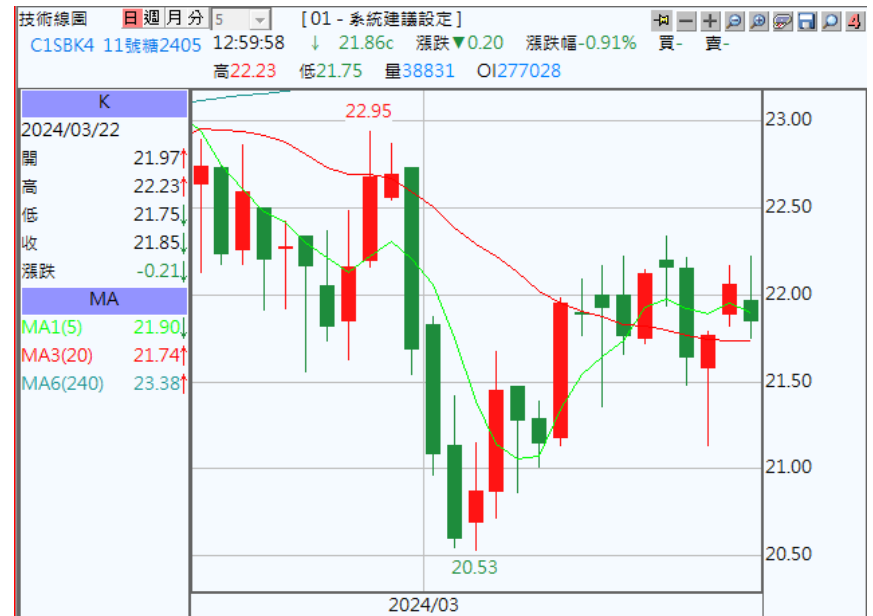 技術線圖 日 週 月 分 5 [01 - 系統建議設定]
C1SBK4 11號糖2405 12:59:58 ↓ 21.86c 漲跌▼0.20 漲跌幅-0.91% 買- 賣-
高22.23 低21.75 量38831 OI277028
K
2024/03/22
開 21.97↑
高 22.23↑
低 21.75↓
收 21.85↓
漲跌 -0.21↓
MA
MA1(5) 21.90↓
MA3(20) 21.74↑
MA6(240) 23.38↑
22.95
20.53
23.00
22.50
22.00
21.50
21.00
20.50
2024/03